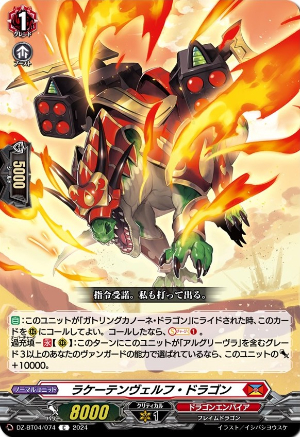 1
グレード
ブースト
5000
シールド
指令受諾。私も打って出る。
:このユニットが「ガトリングカノーネ・ドラゴン」にライドされた時、このカード
を
にコールしてよい。コールしたら、
過充填－
:このユニットが「アルグリーヴラ」を含むグレー
ド3以上のあなたのヴァンガードの能力で選ばれているなら、このユニットのパワー
+10000。
ノーマルユニット
ラケーテンヴェルフ・ドラゴン
パワー
8000
クリティカル
1
ドラゴンエンパイア
フレイムドラゴン
DZ-BT04/074 C 2024
イラスト/イシバシヨウスケ